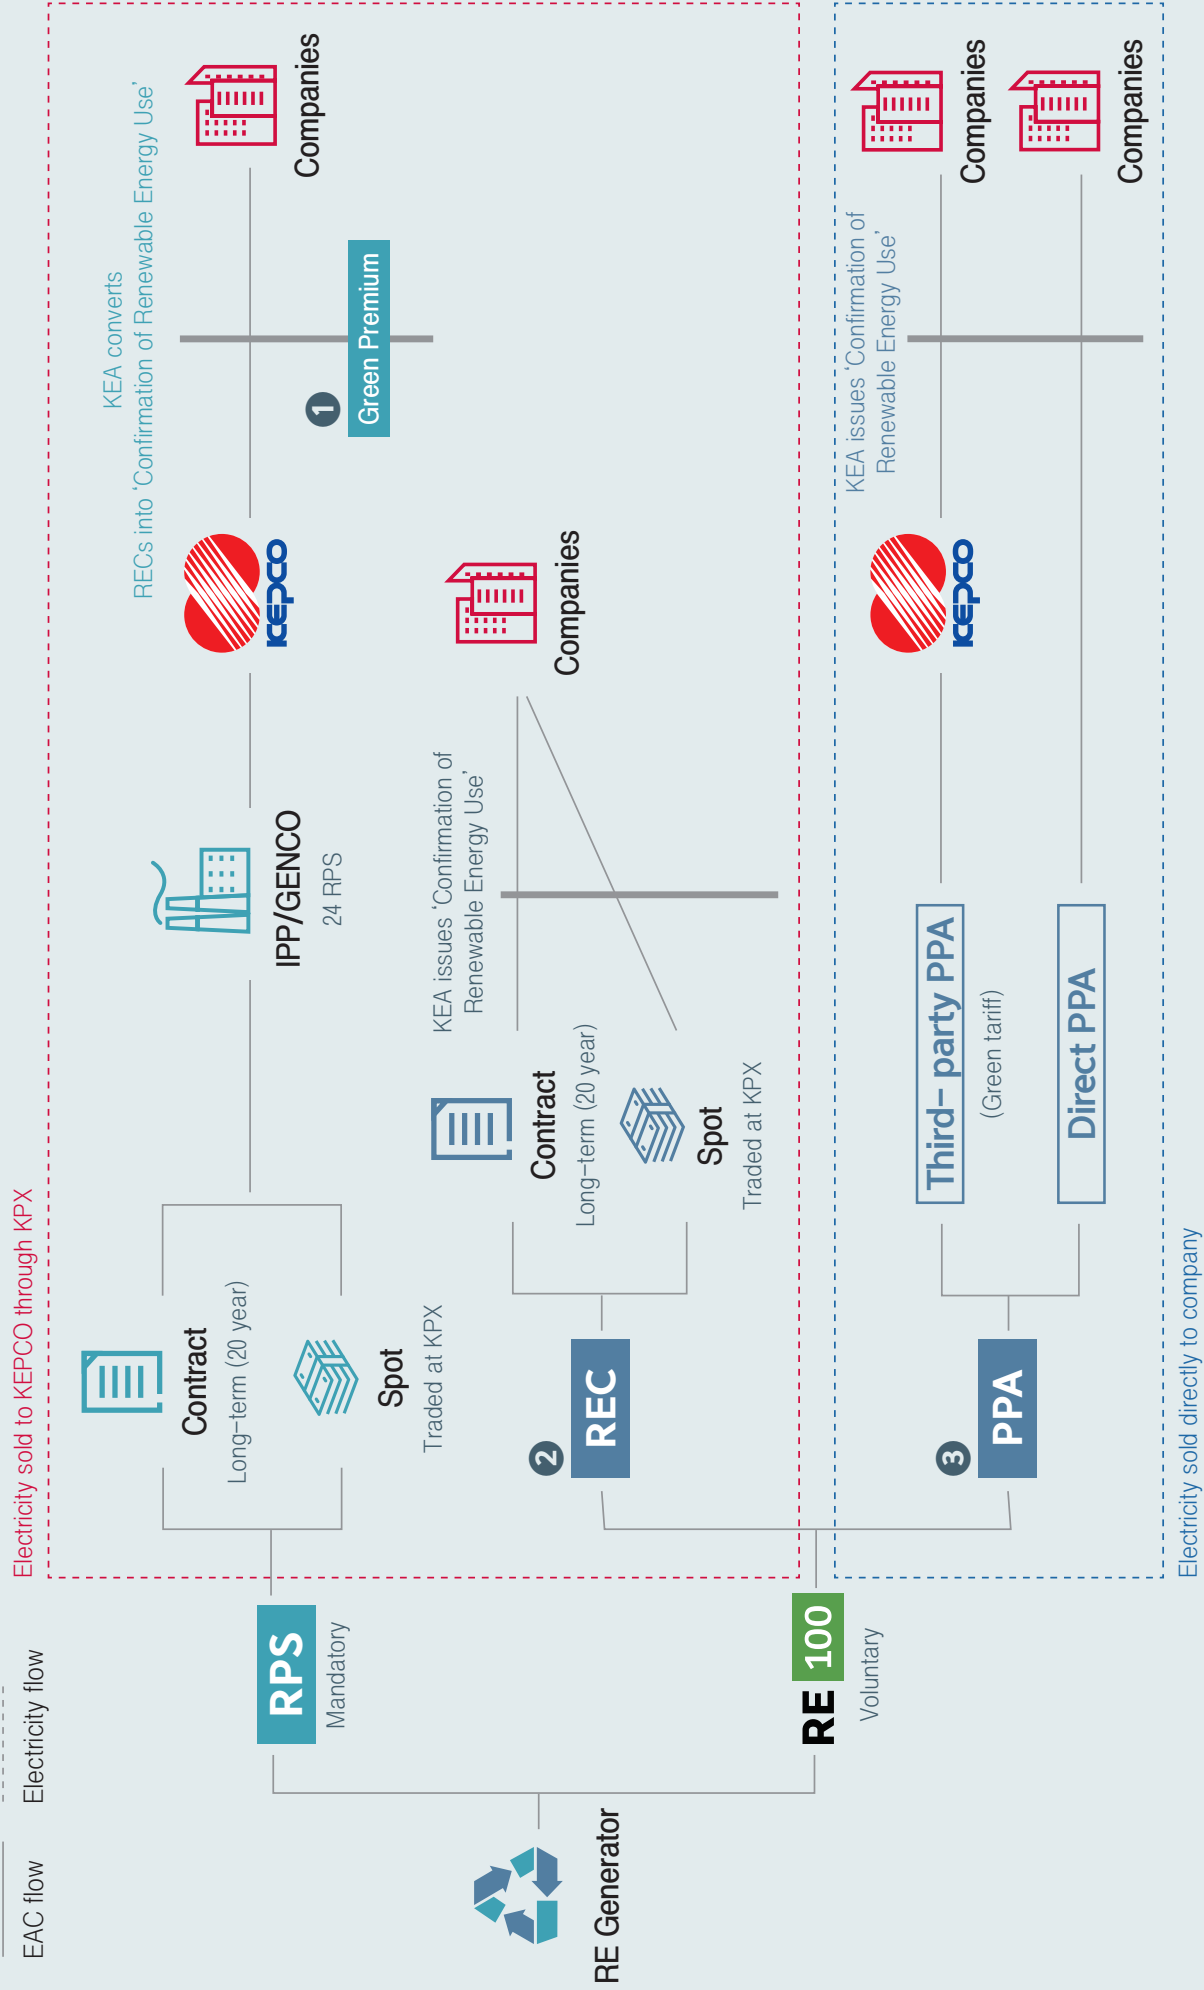 EAC flow
Electricity flow
Electricity sold to KEPCO through KPX
RE Generator
RPS
Mandatory
Contract
Long-term (20 year)
Spot
Traded at KPX
IPP/GENCO
24 RPS
KEPCO
KEA converts
RECs into ‘Confirmation of Renewable Energy Use’
1
Green Premium
Companies
RE 100
Voluntary
2
REC
Contract
Long-term (20 year)
Spot
Traded at KPX
KEA issues ‘Confirmation of
Renewable Energy Use’
Companies
3
PPA
Third- party PPA
(Green tariff)
Direct PPA
KEPCO
KEA issues ‘Confirmation of
Renewable Energy Use’
Companies
Companies
Electricity sold directly to company